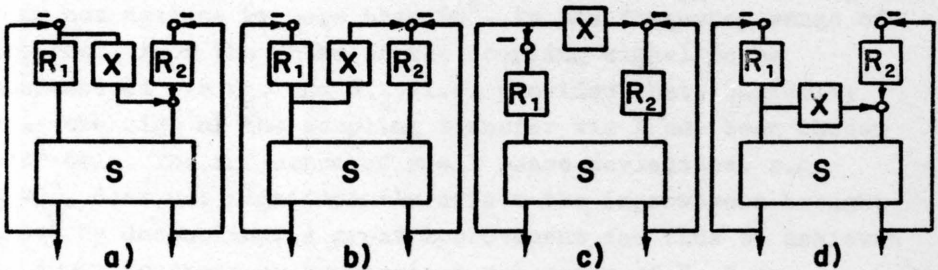 R1 X R2 R1 X R2 X R1 X R2
R1 R2
S S S S
a) b) c) d)